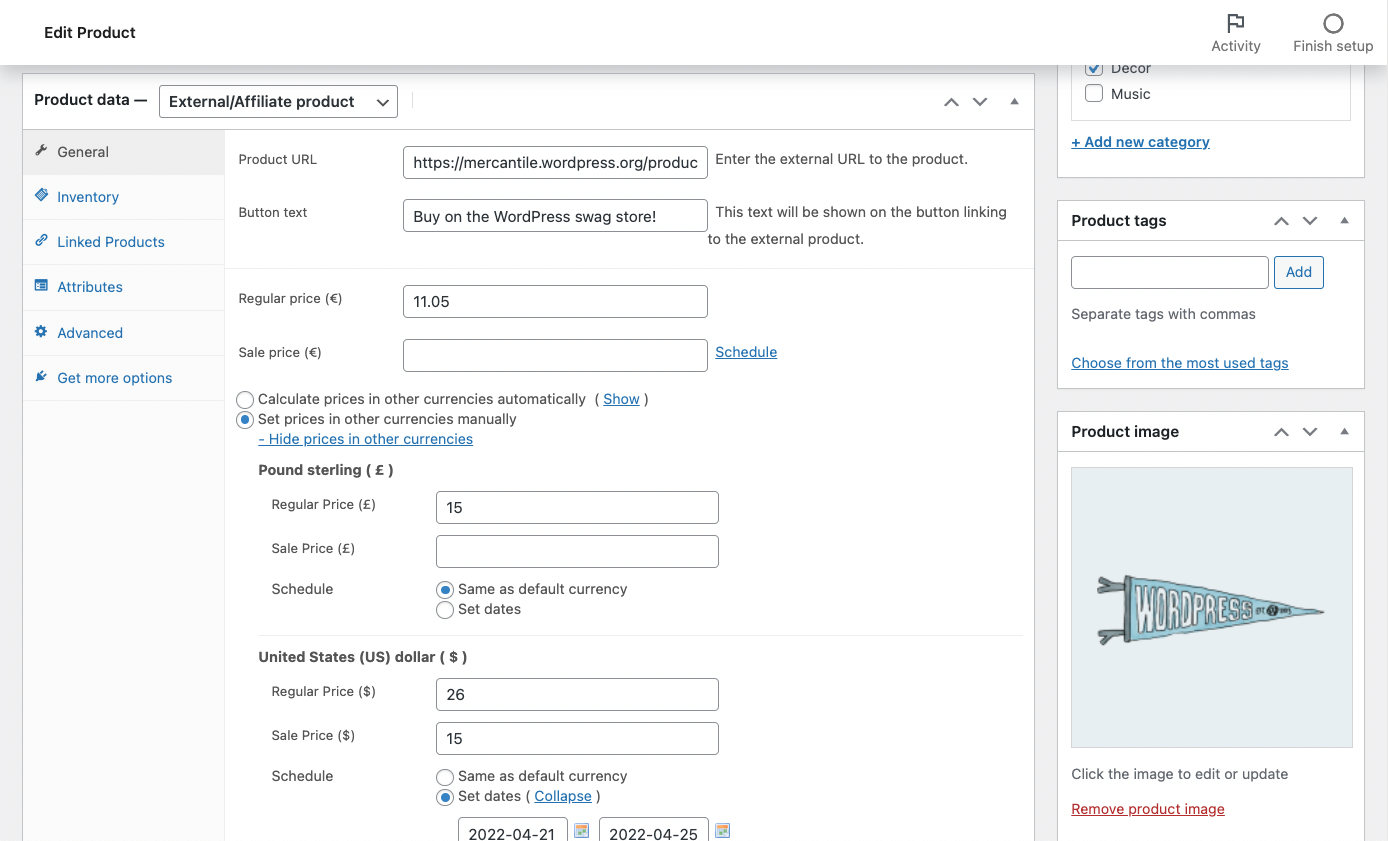 Edit Product
Activity
Finish setup
Product data —
External/Affiliate product
General
Inventory
Linked Products
Attributes
Advanced
Get more options
Product URL
https://mercantile.wordpress.org/produc
Enter the external URL to the product.
Button text
Buy on the WordPress swag store!
This text will be shown on the button linking
to the external product.
Regular price (€)
11.05
Sale price (€)
Schedule
Calculate prices in other currencies automatically ( Show )
Set prices in other currencies manually
- Hide prices in other currencies
Pound sterling ( £ )
Regular Price (£)
15
Sale Price (£)
Schedule
Same as default currency
Set dates
United States (US) dollar ( $ )
Regular Price ($)
26
Sale Price ($)
15
Schedule
Same as default currency
Set dates ( Collapse )
2022-04-21
2022-04-25
Decor
Music
+ Add new category
Product tags
Add
Separate tags with commas
Choose from the most used tags
Product image
WORDPRESS
Click the image to edit or update
Remove product image